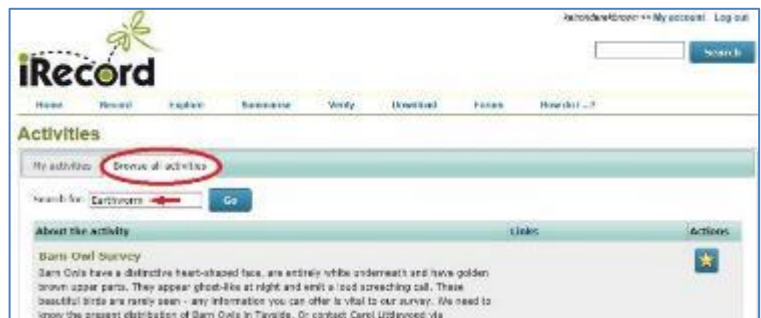 My account Log out
iRecord
Search
Home Record Explore Summarise Verify Download Forum How do I ...?
Activities
My activities Browse all activities
Search for: Earthworm Go
About the activity Links Actions
Barn Owl Survey
Barn Owls have a distinctive heart-shaped face, are entirely white underneath and have golden
brown upper parts. They appear ghost-like at night and emit a loud screeching call. These
beautiful birds are rarely seen - any information you can offer is vital to our survey. We need to
know the present distribution of Barn Owls in Tayside. Or contact Carol Littlewood via